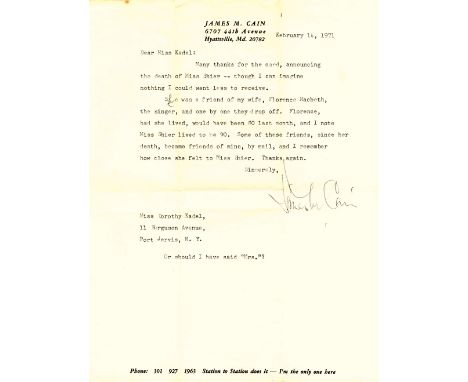 JAMES M. CAIN
6707 44th Avenue
Hyattsville, Md. 20782
February 14, 1971
Dear Miss Kadel:
Many thanks for the card, announcing
the death of Miss Shier -- though I can imagine
nothing I could want less to receive.
She was a friend of my wife, Florence Macbeth,
the singer, and one by one they drop off. Florence,
had she lived, would have been 80 last month, and I note
Miss Shier lived to be 90. Some of these friends, since her
death, became friends of mine, by mail, and I remember
how close she felt to Miss Shier. Thanks again.
Sincerely,
James M. Cain
Miss Dorothy Kadel,
11 Ferguson Avenue,
Port Jervis, N. Y.
Or should I have said "Mrs."?
Phone: 301 927 1963 Station to Station does it — I'm the only one here